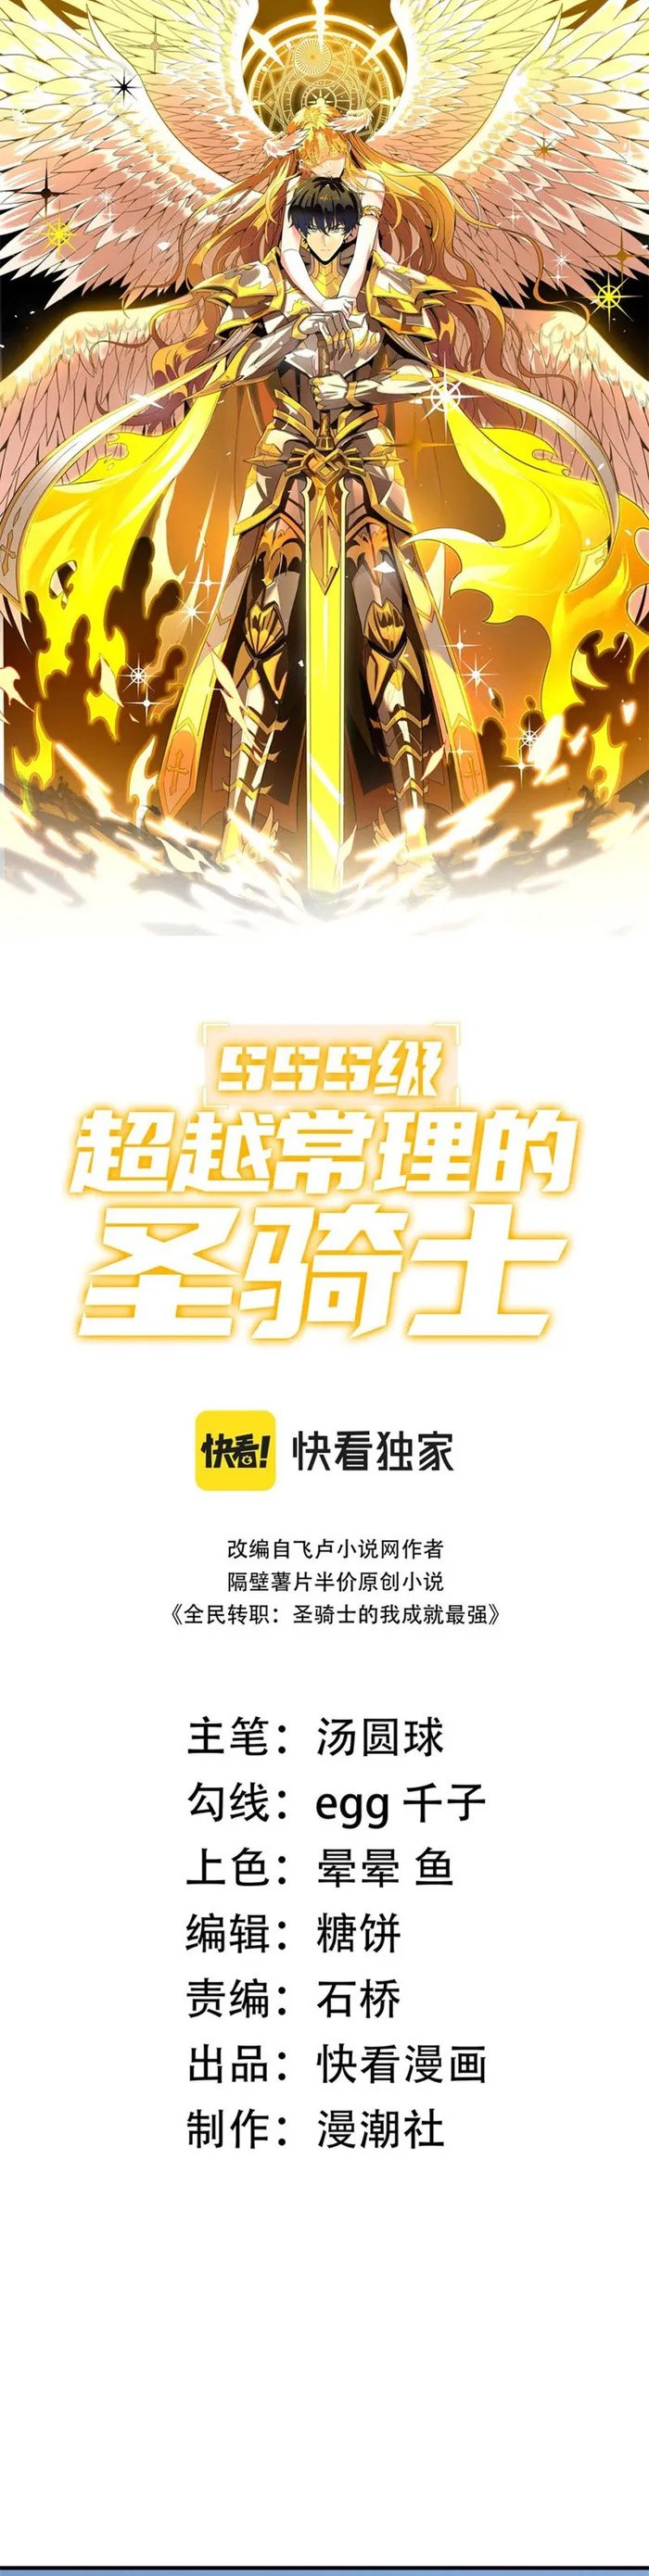 SSS级
超越常理的
圣骑士
快看!
快看独家
改编自飞卢小说网作者
隔壁薯片半价原创小说
《全民转职：圣骑士的我成就最强》
主笔：汤圆球
勾线：egg 千子
上色：晕晕 鱼
编辑：糖饼
责编：石桥
出品：快看漫画
制作：漫潮社